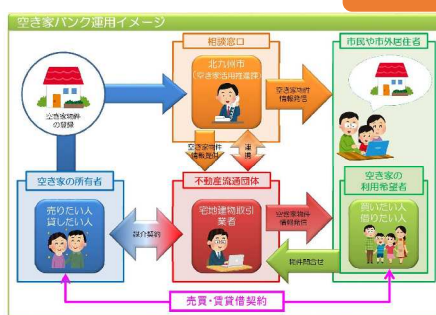 空き家バンク運用イメージ
相談窓口
市民や市外居住者
北九州市
(空き家活用推進課)
空き家物件
情報発信
空き家物件
の登録
空き家物件
情報提供
連携
空き家の所有者
不動産流通団体
空き家の
利用希望者
売りたい人
貸したい人
宅地建物取引
業者
空き家物件
情報発信
買いたい人
借りたい人
媒介契約
物件問合せ
売買・賃貸借契約